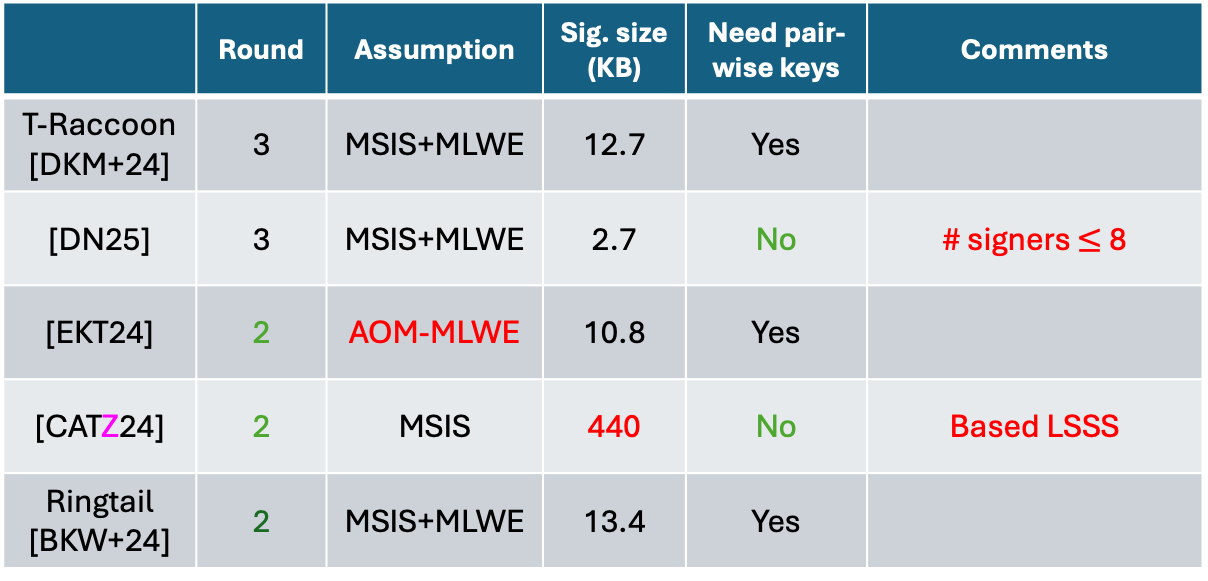 Round Assumption Sig. size (KB) Need pair-wise keys Comments
T-Raccoon [DKM+24] 3 MSIS+MLWE 12.7 Yes
[DN25] 3 MSIS+MLWE 2.7 No # signers ≤ 8
[EKT24] 2 AOM-MLWE 10.8 Yes
[CATZ24] 2 MSIS 440 No Based LSSS
Ringtail [BKW+24] 2 MSIS+MLWE 13.4 Yes